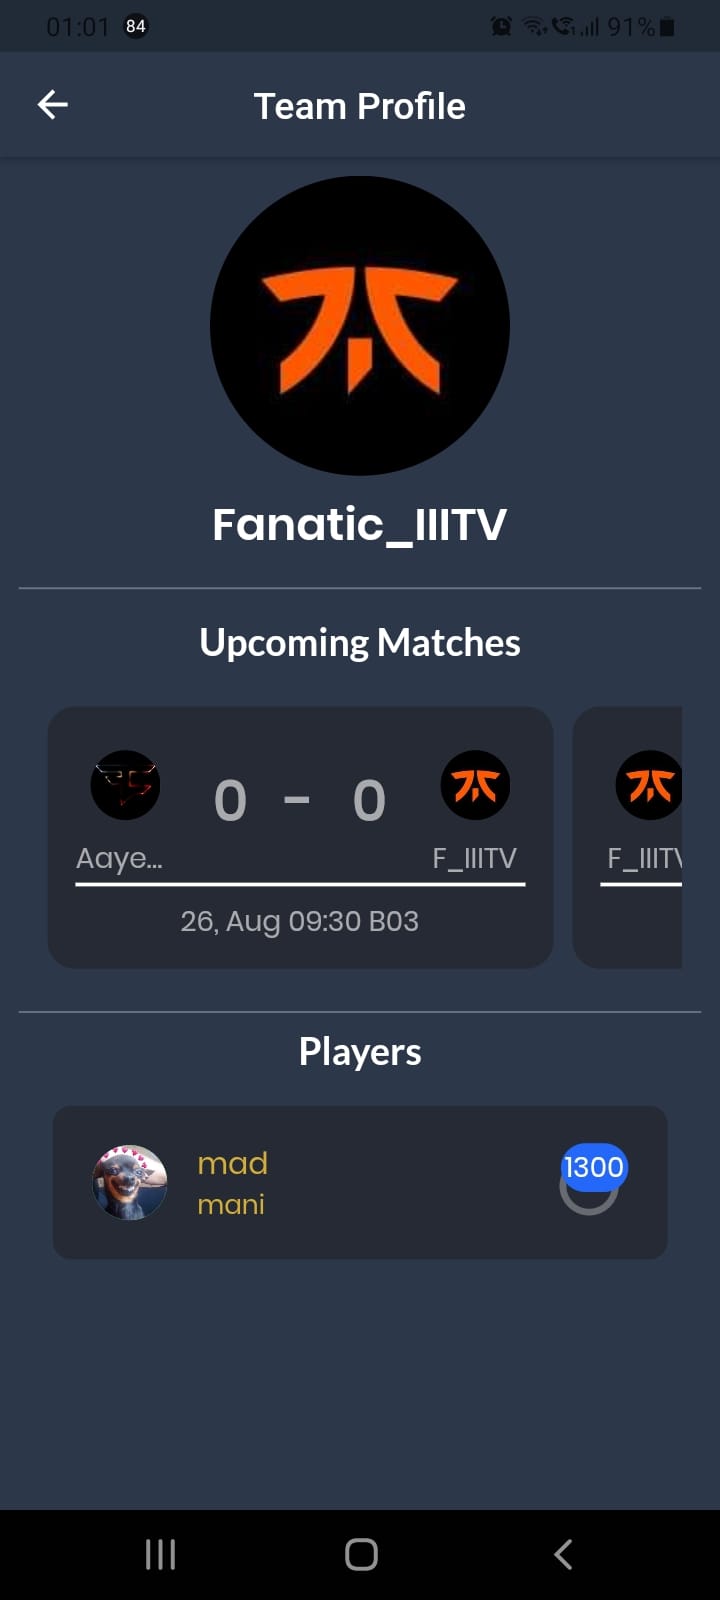 01:01 84 91%
Team Profile
Fanatic_IIITV
Upcoming Matches
0 - 0
Aaye... F_IIITV F_IIITV
26, Aug 09:30 B03
Players
mad
mani
1300